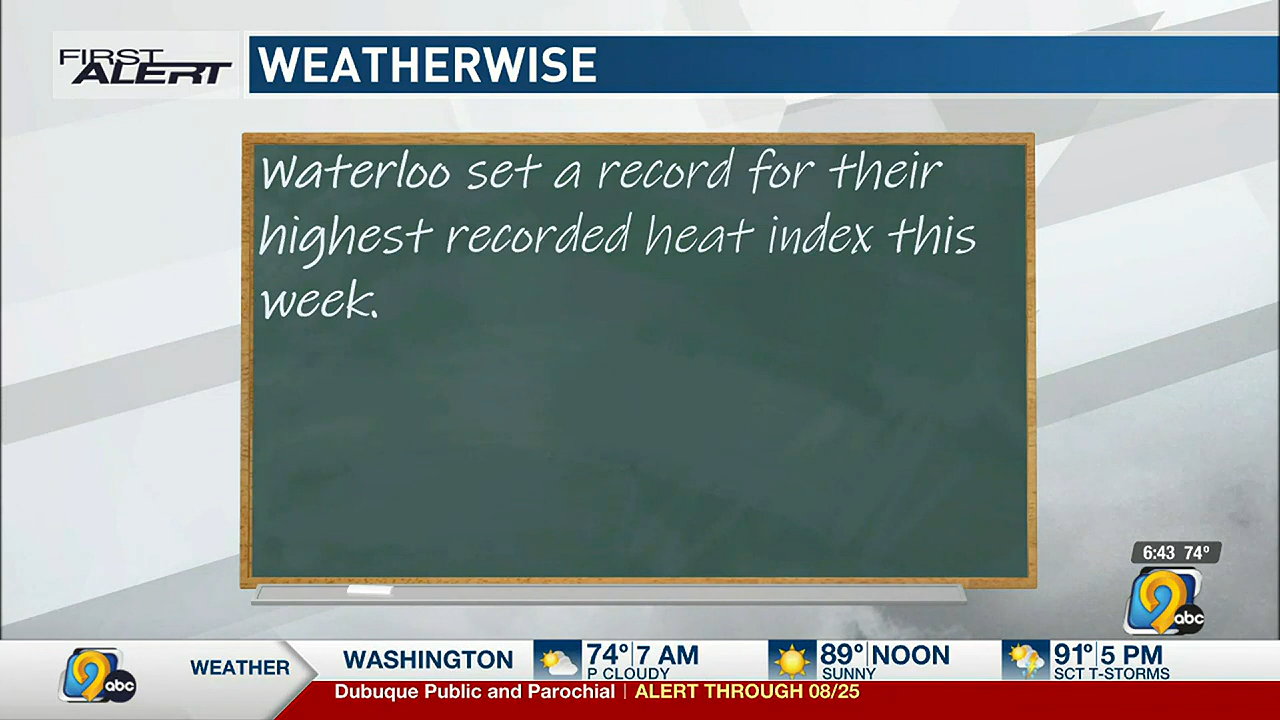 FIRST
ALERT
WEATHERWISE
Waterloo set a record for their
highest recorded heat index this
week.
6:43 74°
9
abc
9
abc
WEATHER
WASHINGTON
74° 7 AM
P CLOUDY
89° NOON
SUNNY
91° 5 PM
SCT T-STORMS
Dubuque Public and Parochial | ALERT THROUGH 08/25